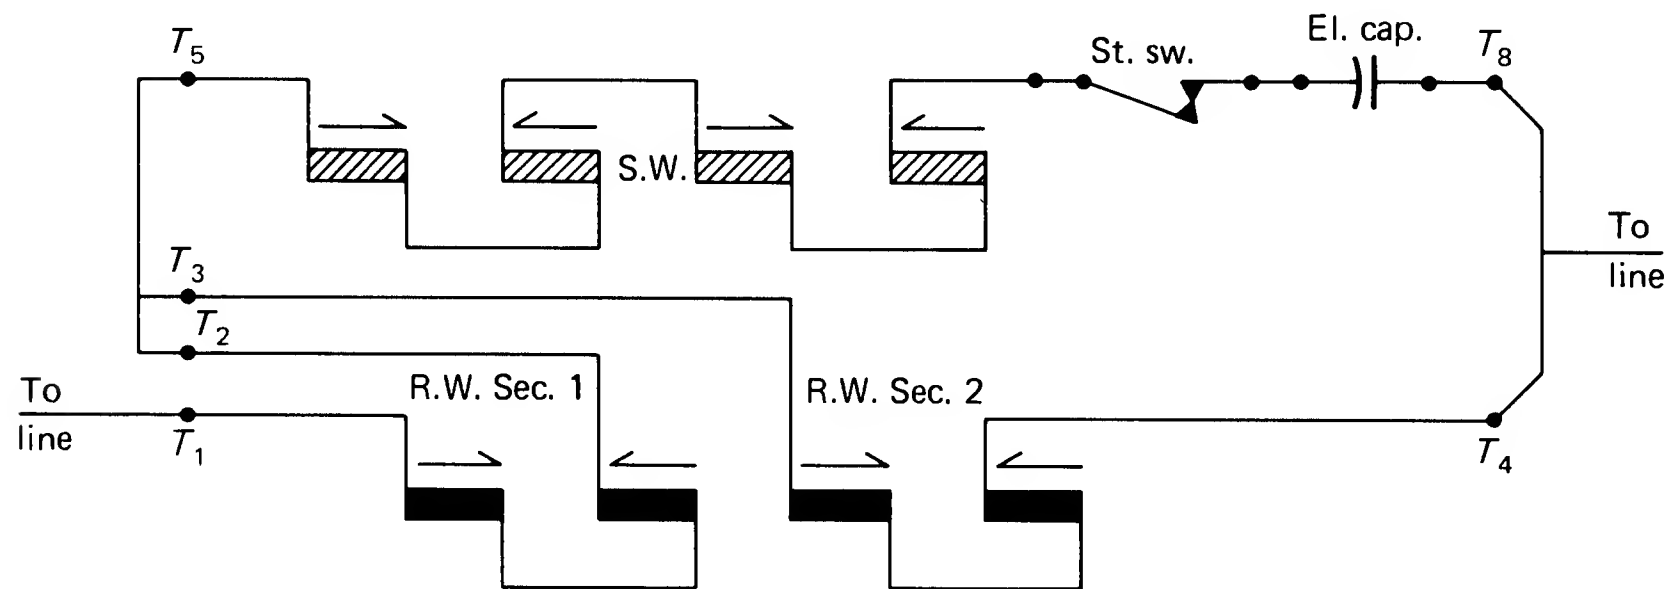 T5
St. sw.
El. cap.
T8
S.W.
To
line
T3
T2
To
line
R.W. Sec. 1
R.W. Sec. 2
T1
T4